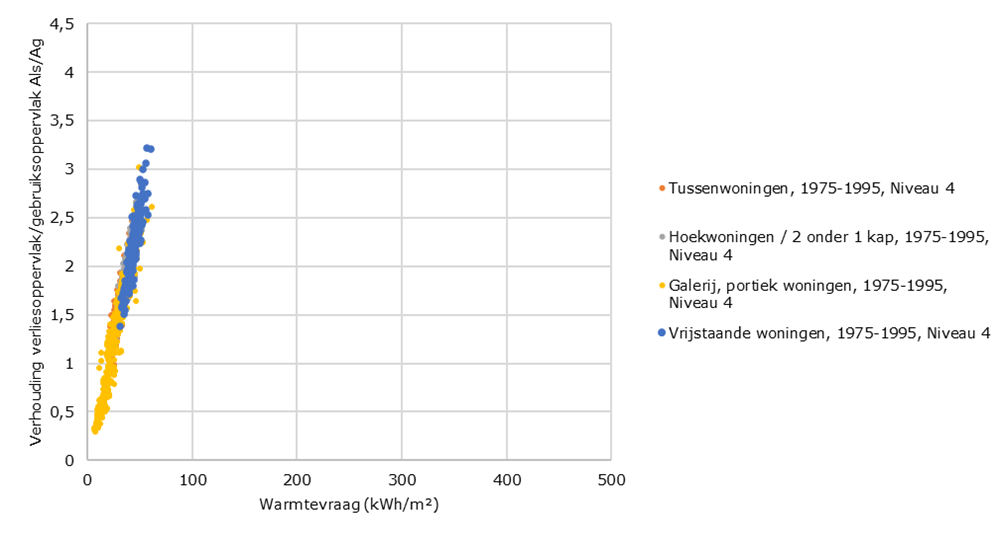 Verhouding verliesoppervlak/gebruiksoppervlak Als/Ag
4,5
4
3,5
3
2,5
2
1,5
1
0,5
0
0
100
200
300
400
500
Warmtevraag (kWh/m²)
Tussenwoningen, 1975-1995, Niveau 4
Hoekwoningen / 2 onder 1 kap, 1975-1995,
Niveau 4
Galerij, portiek woningen, 1975-1995,
Niveau 4
Vrijstaande woningen, 1975-1995, Niveau 4